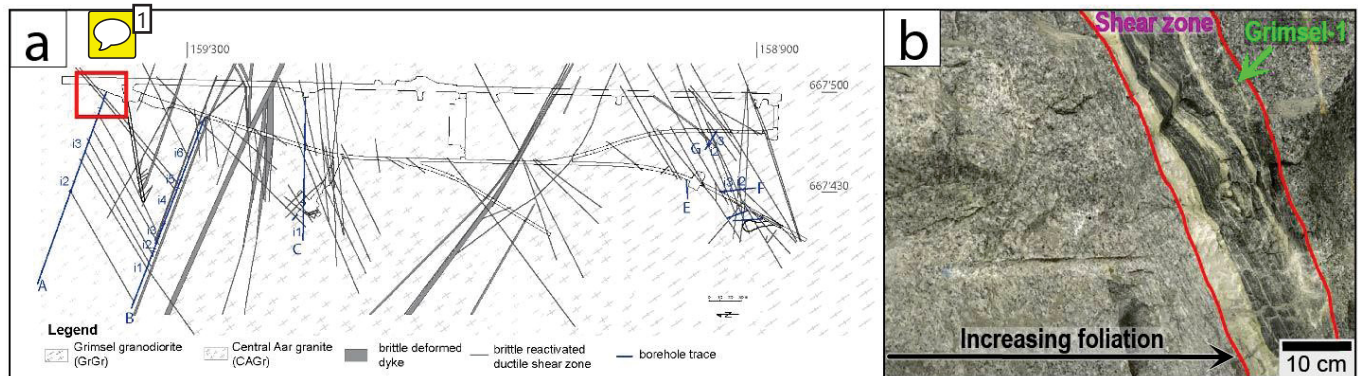 a
1
159'300
158'900
667'500
667'430
i3
i2
A
i6
i5
i4
i3
i2
i1
B
i1
C
G
i3
i2
E
F
N
Legend
Grimsel granodiorite
(GrGr)
Central Aar granite
(CAGr)
brittle deformed
dyke
brittle reactivated
ductile shear zone
borehole trace
b
Shear zone
Grimsel-1
Increasing foliation
10 cm